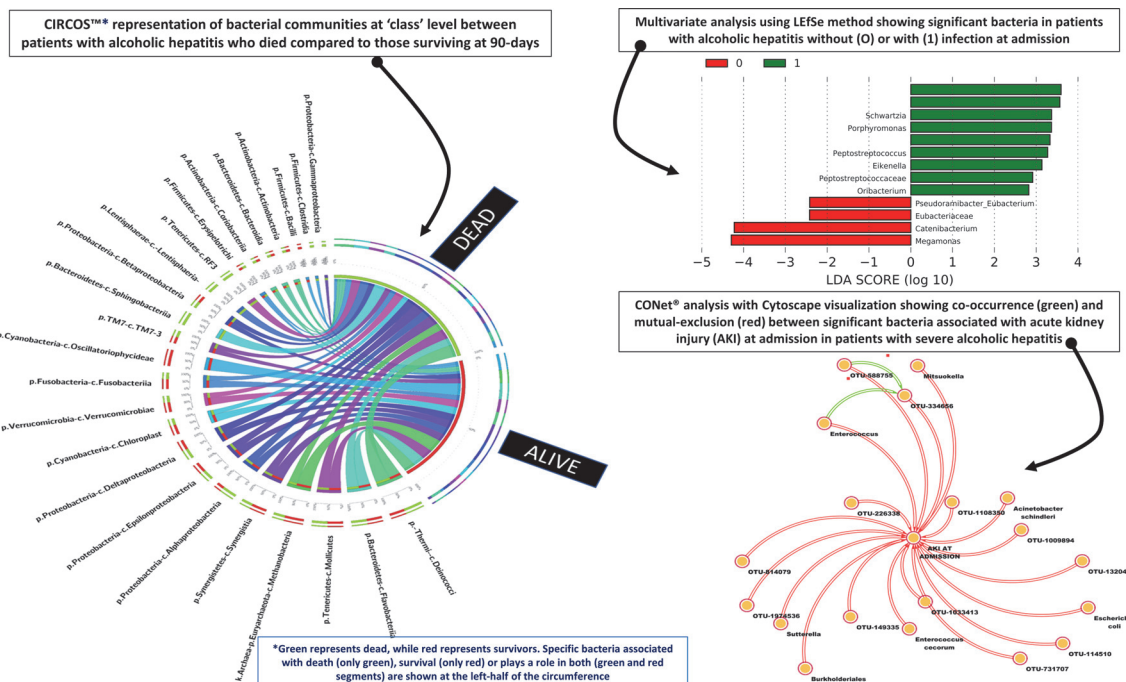 CIRCOS™* representation of bacterial communities at ‘class’ level between
patients with alcoholic hepatitis who died compared to those surviving at 90-days
p.Proteobacteria-c.Gammaproteobacteria
p.Firmicutes-c.Clostridia
p.Firmicutes-c.Bacilli
p.Actinobacteria-c.Actinobacteria
p.Bacteroidetes-c.Bacteroidia
p.Actinobacteria-c.Coriobacteriia
p.Firmicutes-c.Erysipelotrichi
p.Tenericutes-c.RF3
p.Lentisphaerae-c.-Lentisphaeria-
p.Proteobacteria-c.Betaproteobacteria
p.Bacteroidetes-c.Sphingobacteriia
p.TM7-c.TM7-3
p.Cyanobacteria-c.Oscillatoriophycideae
p.Fusobacteria-c.Fusobacteriia
p.Verrucomicrobia-c.Verrucomicrobiae
p.Cyanobacteria-c.Chloroplast
p.Proteobacteria-c.Deltaproteobacteria
p.Proteobacteria-c.Epsilonproteobacteria
p.Proteobacteria-c.Alphaproteobacteria
p.Synergistetes-c.Synergistia
k.Archaea-p.Euryarchaeota-c.Methanobacteria
p.Tenericutes-c.Mollicutes
p.Bacteroidetes-c.Flavobacteriia
p.-Thermi-c.Deinococci
DEAD
ALIVE
*Green represents dead, while red represents survivors. Specific bacteria associated
with death (only green), survival (only red) or plays a role in both (green and red
segments) are shown at the left-half of the circumference
Multivariate analysis using LEfSe method showing significant bacteria in patients
with alcoholic hepatitis without (O) or with (1) infection at admission
0 1
Schwartzia
Porphyromonas
Peptostreptococcus
Eikenella
Peptostreptococcaceae
Oribacterium
Pseudoramibacter_Eubacterium
Eubacteriaceae
Catenibacterium
Megamonas
−5 −4 −3 −2 −1 0 1 2 3 4
LDA SCORE (log 10)
CONet® analysis with Cytoscape visualization showing co-occurrence (green) and
mutual-exclusion (red) between significant bacteria associated with acute kidney
injury (AKI) at admission in patients with severe alcoholic hepatitis
OTU-588755
Mitsuokella
OTU-334656
Enterococcus
OTU-226338
OTU-1108350
Acinetobacter
schindleri
OTU-1009894
AKI AT
ADMISSION
OTU-814079
OTU-13204
OTU-1974536
OTU-1033413
Escherich
coli
Sutterella
OTU-149335
Enterococcus
cecorum
OTU-114510
OTU-731707
Burkholderiales